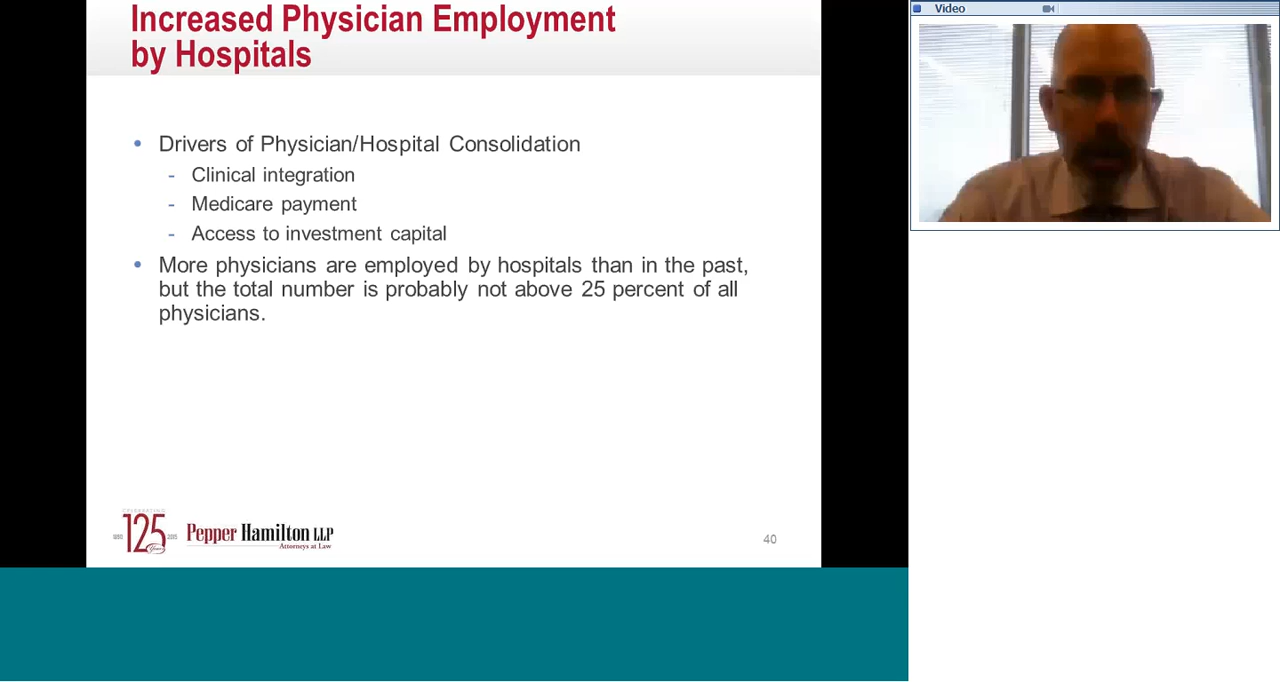 Increased Physician Employment
by Hospitals
• Drivers of Physician/Hospital Consolidation
- Clinical integration
- Medicare payment
- Access to investment capital
• More physicians are employed by hospitals than in the past,
but the total number is probably not above 25 percent of all
physicians.
CELEBRATING
125
Years
Pepper Hamilton LLP
Attorneys at Law
40
Video